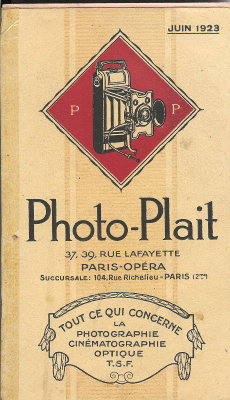 JUIN 1923
P P
Photo-Plait
37, 39, RUE LAFAYETTE
PARIS-OPÉRA
SUCCURSALE: 104, Rue Richelieu - PARIS (2me)
TOUT CE QUI CONCERNE
LA
PHOTOGRAPHIE
CINÉMATOGRAPHIE
OPTIQUE
T.S.F.